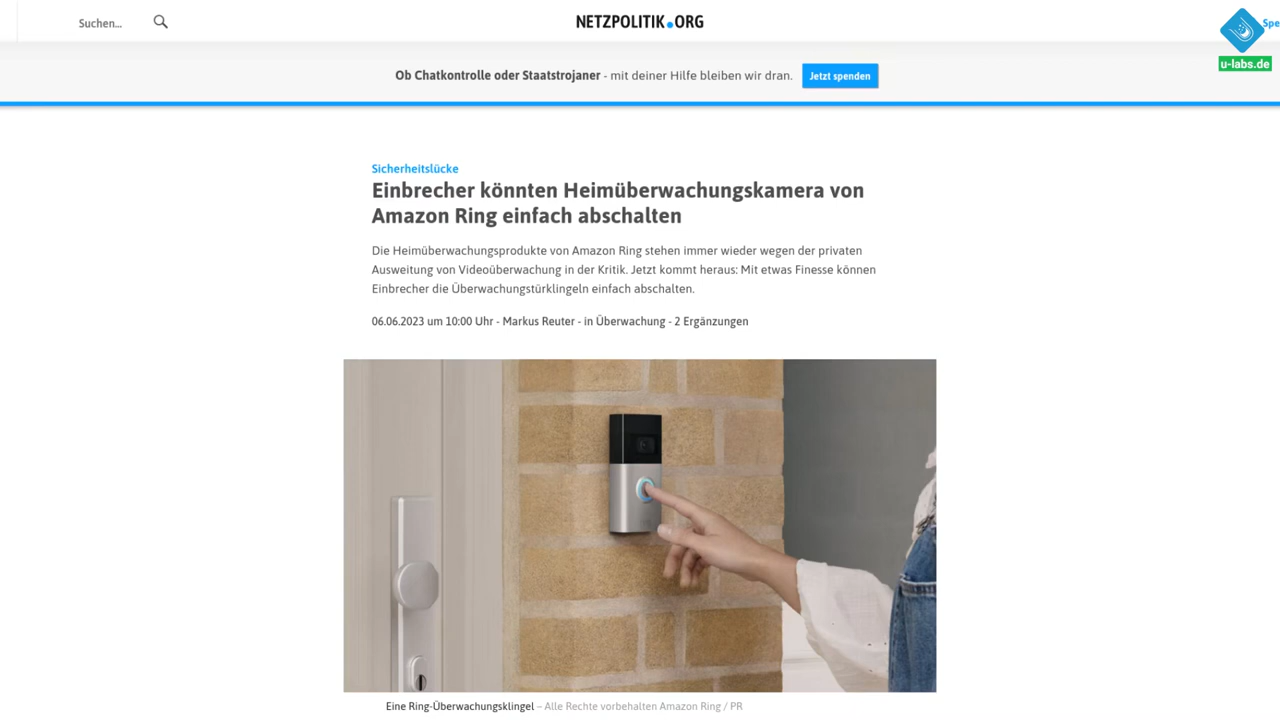 Suchen...
NETZPOLITIK.ORG
Spe
u-labs.de
Ob Chatkontrolle oder Staatstrojaner - mit deiner Hilfe bleiben wir dran. Jetzt spenden
Sicherheitslücke
Einbrecher könnten Heimüberwachungskamera von
Amazon Ring einfach abschalten
Die Heimüberwachungsprodukte von Amazon Ring stehen immer wieder wegen der privaten
Ausweitung von Videoüberwachung in der Kritik. Jetzt kommt heraus: Mit etwas Finesse können
Einbrecher die Überwachungstürklingeln einfach abschalten.
06.06.2023 um 10:00 Uhr - Markus Reuter - in Überwachung - 2 Ergänzungen
Eine Ring-Überwachungsklingel – Alle Rechte vorbehalten Amazon Ring / PR